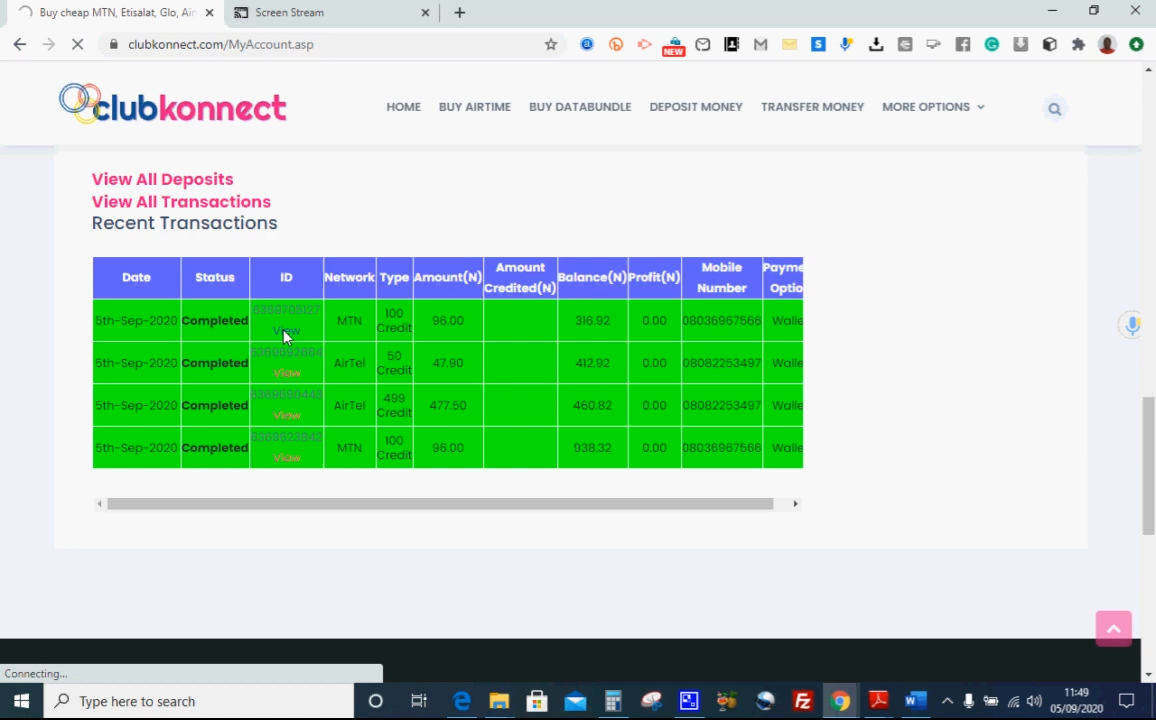 Buy cheap MTN, Etisalat, Glo, Air
Screen Stream
clubkonnect.com/MyAccount.asp
NEW
clubkonnect
HOME BUY AIRTIME BUY DATABUNDLE DEPOSIT MONEY TRANSFER MONEY MORE OPTIONS
View All Deposits
View All Transactions
Recent Transactions
Date Status ID Network Type Amount(N) Amount Credited(N) Balance(N) Profit(N) Mobile Number Payme Optio
5th-Sep-2020 Completed View MTN 100 Credit 96.00 316.92 0.00 08036967566 Walle
5th-Sep-2020 Completed View AirTel 50 Credit 47.90 412.92 0.00 08082253497 Walle
5th-Sep-2020 Completed View AirTel 499 Credit 477.50 460.82 0.00 08082253497 Walle
5th-Sep-2020 Completed View MTN 100 Credit 96.00 938.32 0.00 08036967566 Walle
Connecting...
Type here to search
11:49
05/09/2020